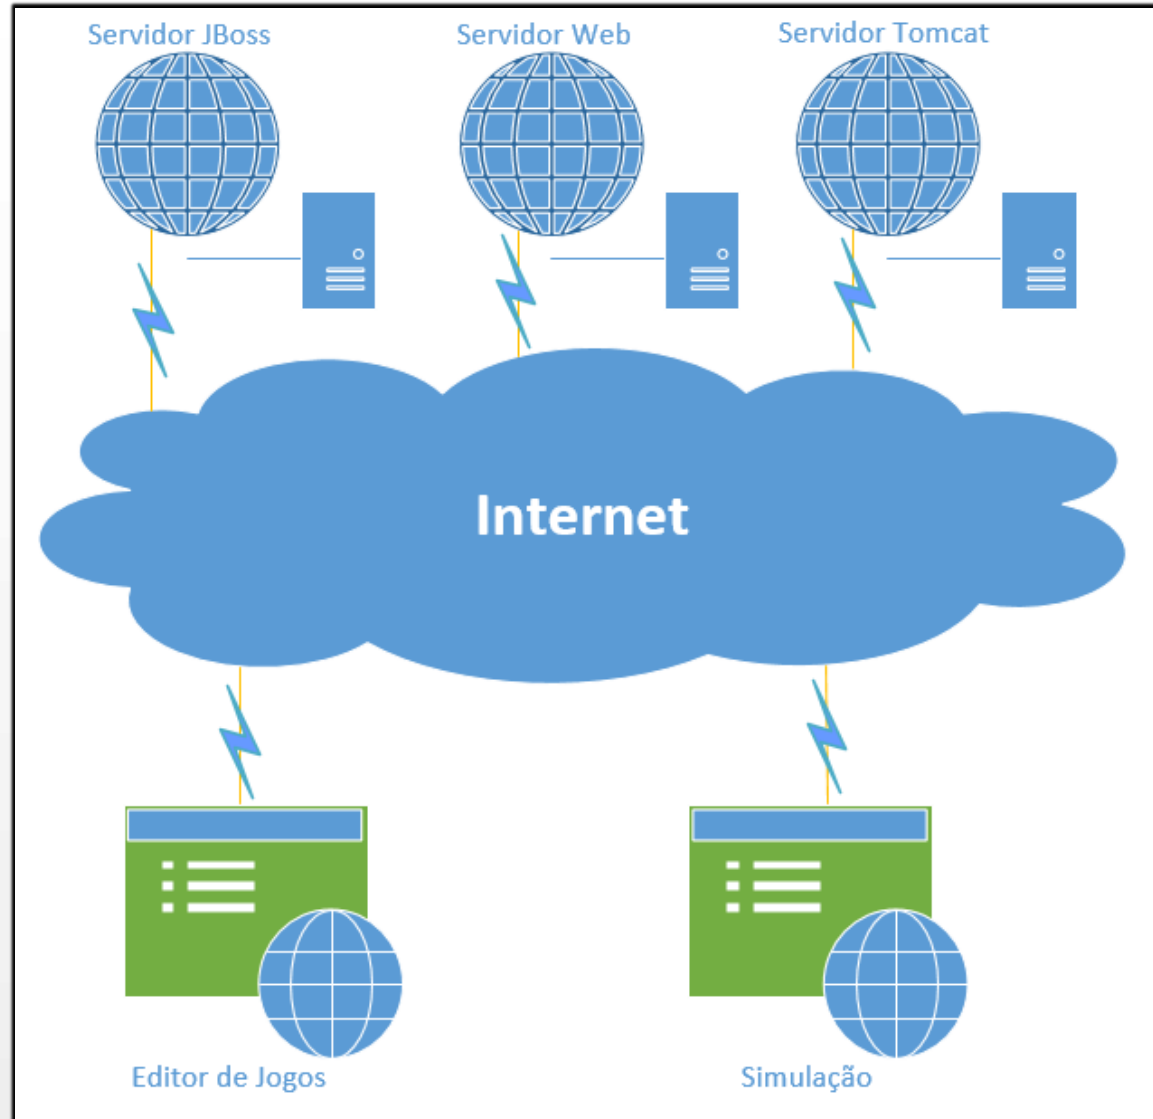 Servidor JBoss
Servidor Web
Servidor Tomcat
Internet
Editor de Jogos
Simulação